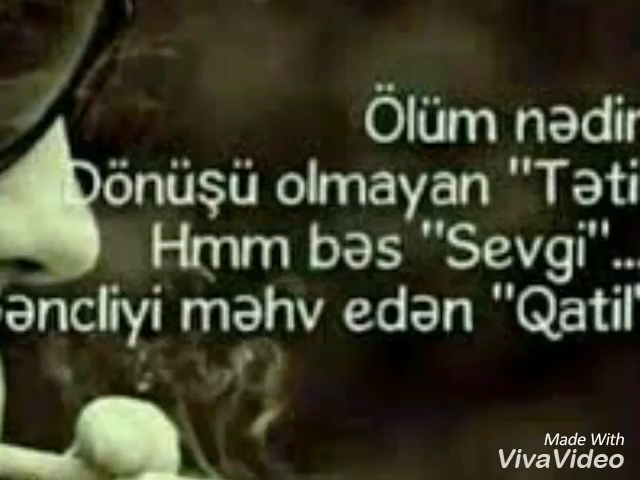 Ölüm nədir
Dönüşü olmayan "Təti
Hmm bəs "Sevgi"...
əncliyi məhv edən "Qatil"
Made With
VivaVideo